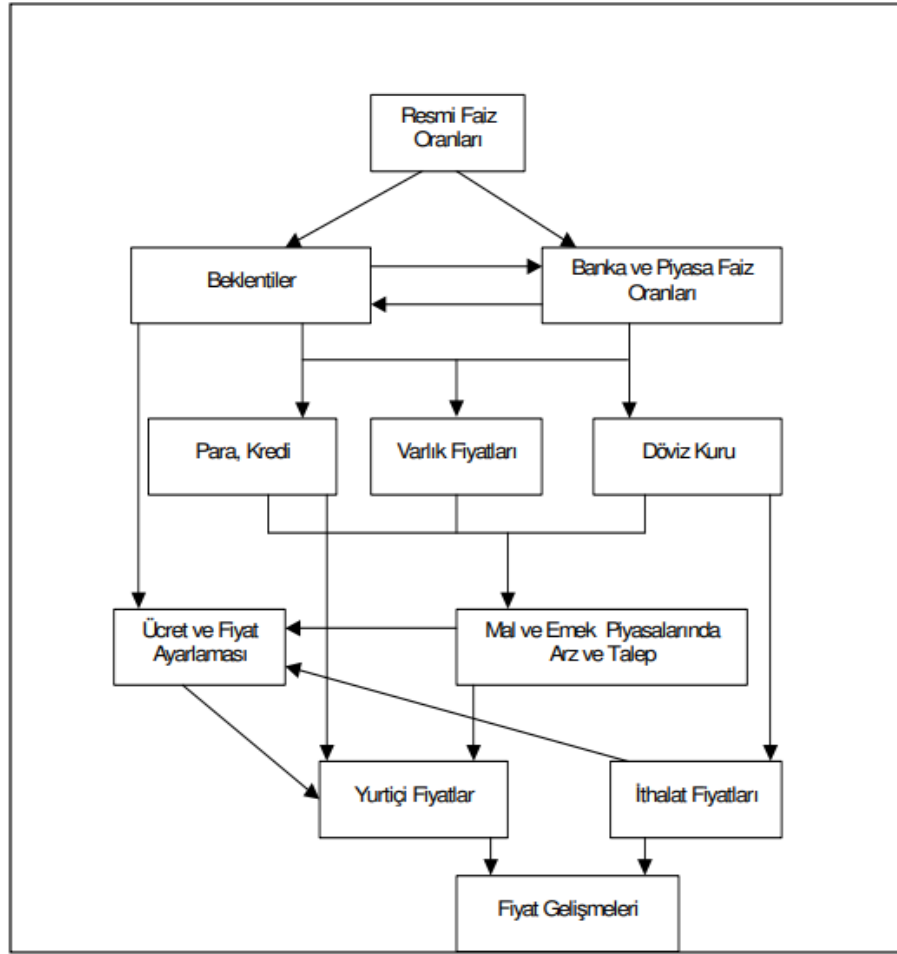 Resmi Faiz
Oranları
Beklentiler
Banka ve Piyasa Faiz
Oranları
Para, Kredi
Varlık Fiyatları
Döviz Kuru
Ücret ve Fiyat
Ayarlaması
Mal ve Emek Piyasalarında
Arz ve Talep
Yurtiçi Fiyatlar
İthalat Fiyatları
Fiyat Gelişmeleri